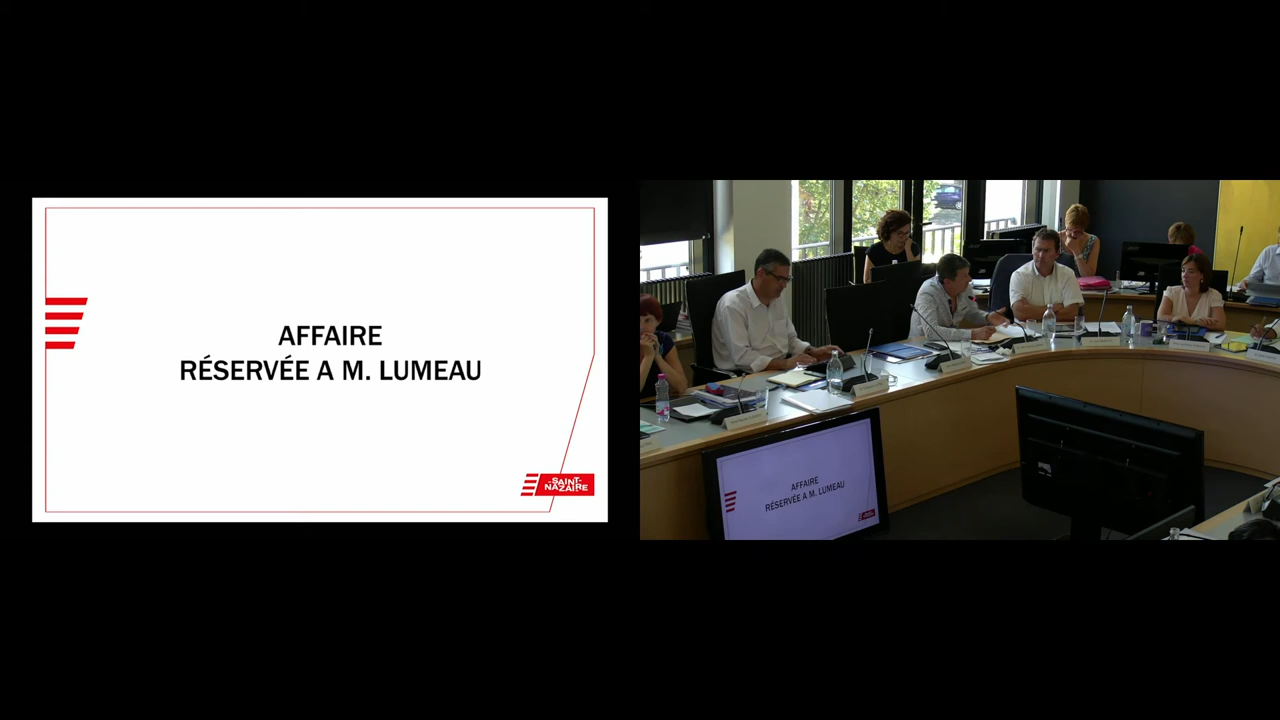 AFFAIRE
RÉSERVÉE A M. LUMEAU
SAINT-
NAZAIRE
AFFAIRE
RÉSERVÉE A M. LUMEAU